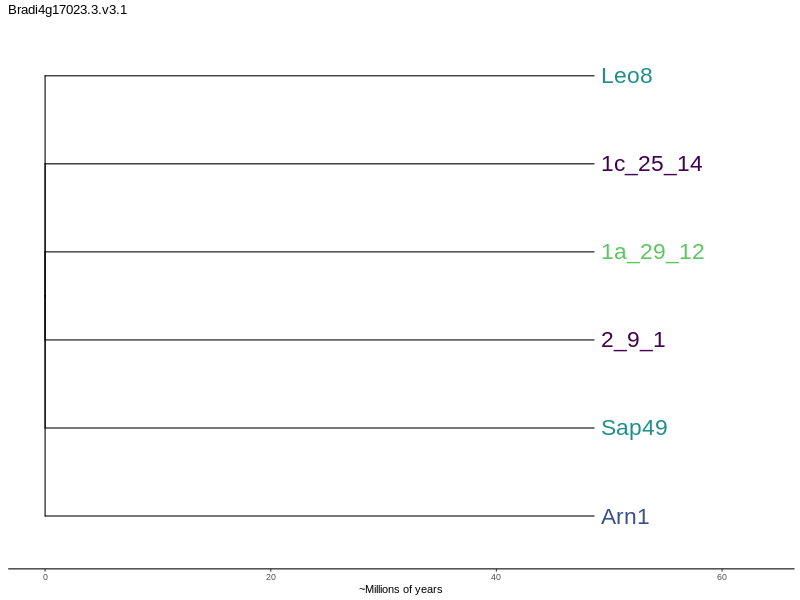 Bradi4g17023.3.v3.1
Leo8
1c_25_14
1a_29_12
2_9_1
Sap49
Arn1
0 20 40 60
~Millions of years